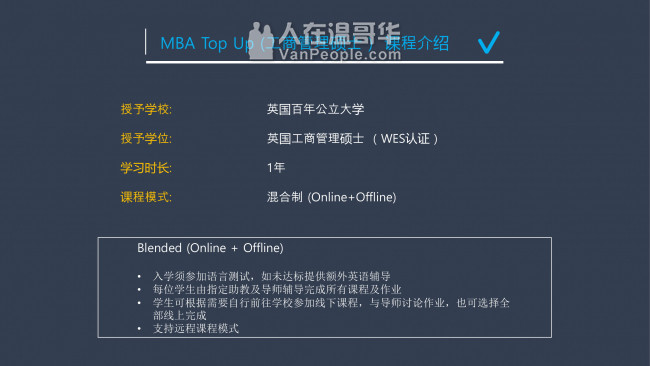 人在温哥华
VanPeople.com
MBA Top Up (工商管理硕士 ) 课程介绍
授予学校: 英国百年公立大学
授予学位: 英国工商管理硕士 ( WES认证 )
学习时长: 1年
课程模式: 混合制 (Online+Offline)
Blended (Online + Offline)
• 入学须参加语言测试，如未达标提供额外英语辅导
• 每位学生由指定助教及导师辅导完成所有课程及作业
• 学生可根据需要自行前往学校参加线下课程，与导师讨论作业，也可选择全
部线上完成
• 支持远程课程模式